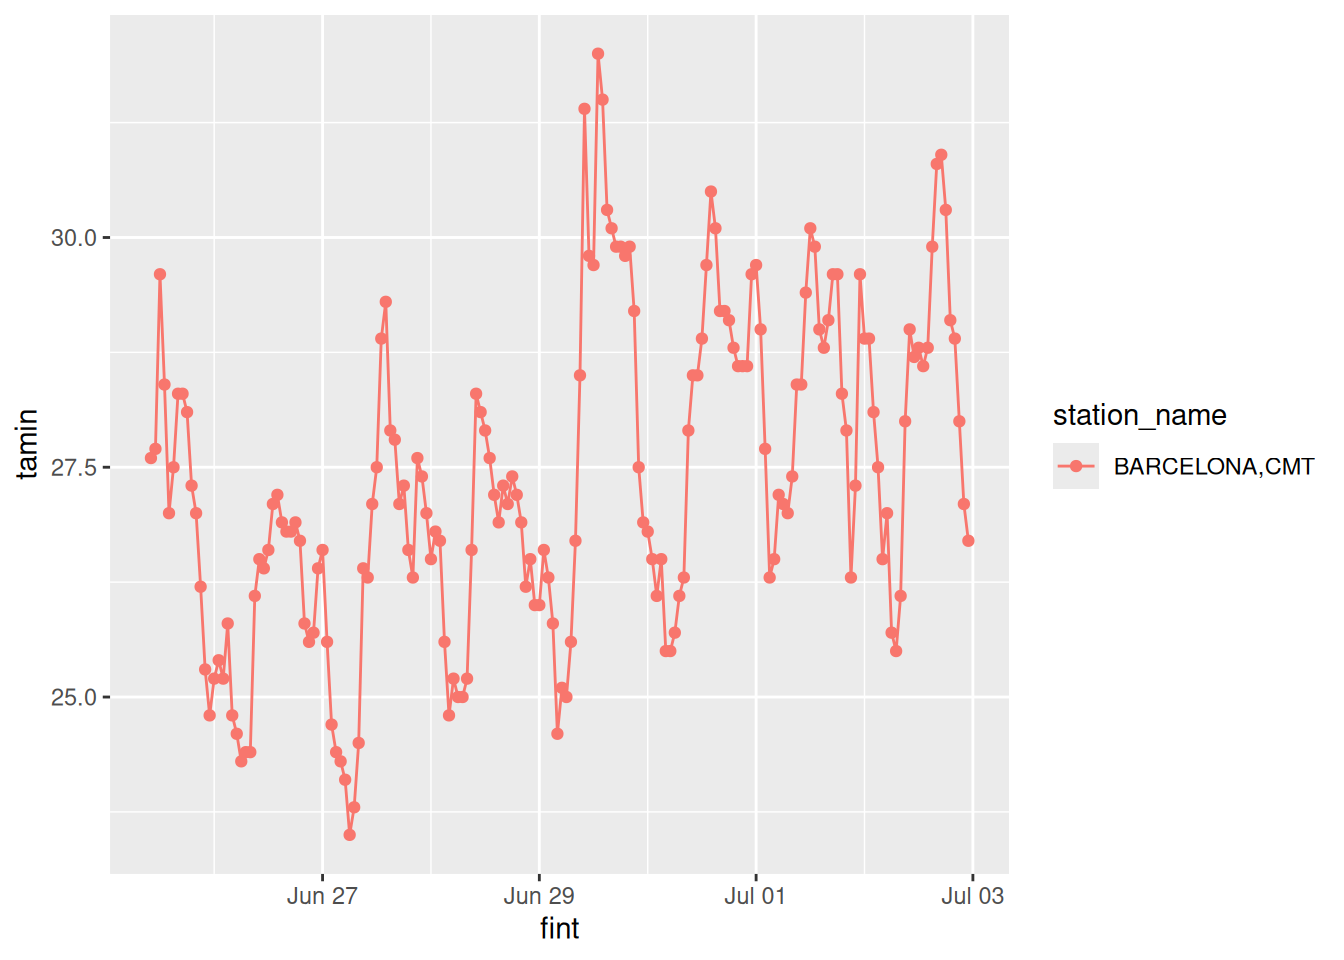 30.0
27.5
25.0
tamin
Jun 27
Jun 29
Jul 01
Jul 03
fint
station_name
BARCELONA,CMT